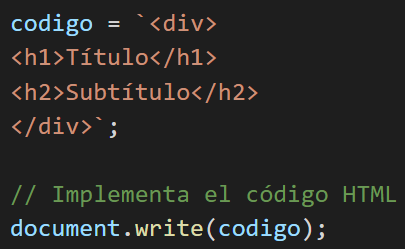 codigo = `<div>
<h1>Título</h1>
<h2>Subtítulo</h2>
</div>`;
// Implementa el código HTML
document.write(codigo);